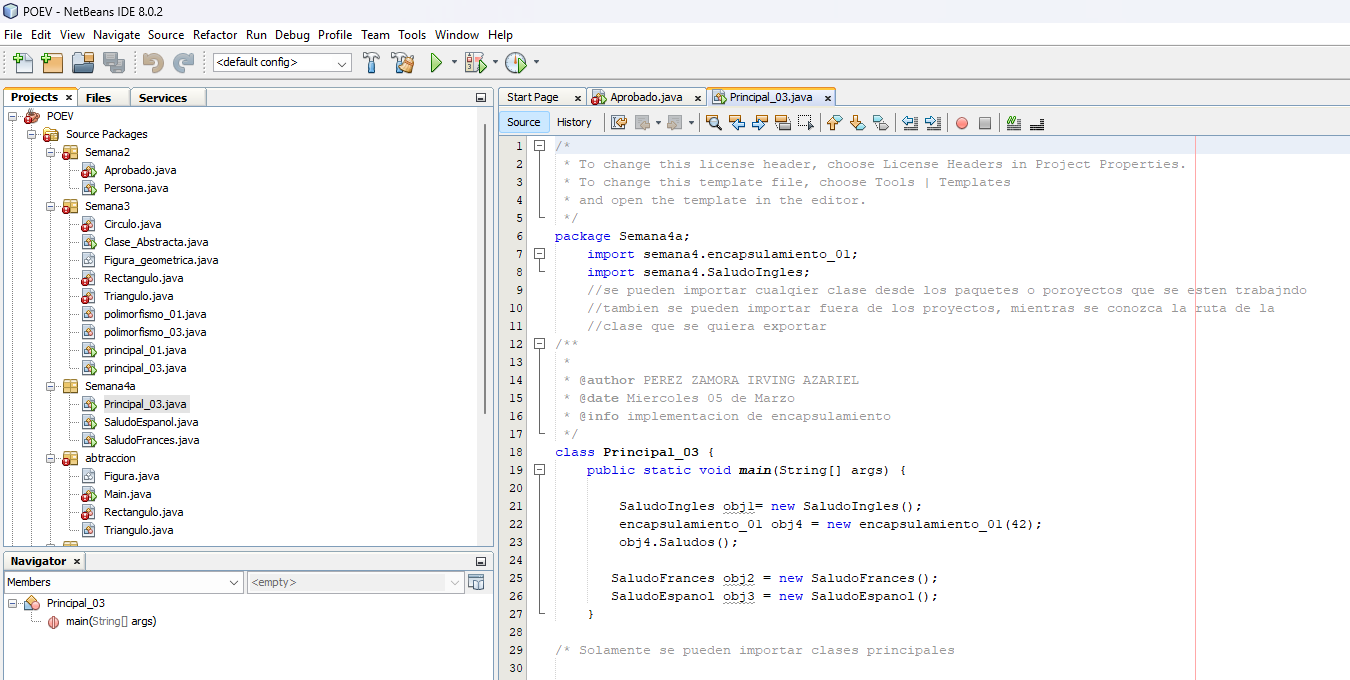 POEV - NetBeans IDE 8.0.2
File Edit View Navigate Source Refactor Run Debug Profile Team Tools Window Help
<default config>
Projects × Files Services
POEV
Source Packages
Semana2
Aprobado.java
Persona.java
Semana3
Circulo.java
Clase_Abstracta.java
Figura_geometrica.java
Rectangulo.java
Triangulo.java
polimorfismo_01.java
polimorfismo_03.java
principal_01.java
principal_03.java
Semana4a
Principal_03.java
SaludoEspanol.java
SaludoFrances.java
abtraccion
Figura.java
Main.java
Rectangulo.java
Triangulo.java
Navigator ×
Members <empty>
Principal_03
main(String[] args)
Start Page × Aprobado.java × Principal_03.java ×
Source History
1 /*
2 * To change this license header, choose License Headers in Project Properties.
3 * To change this template file, choose Tools | Templates
4 * and open the template in the editor.
5 */
6 package Semana4a;
7 import semana4.encapsulamiento_01;
8 import semana4.SaludoIngles;
9 //se pueden importar cualqier clase desde los paquetes o poroyectos que se esten trabajndo
10 //tambien se pueden importar fuera de los proyectos, mientras se conozca la ruta de la
11 //clase que se quiera exportar
12 /**
13 *
14 * @author PEREZ ZAMORA IRVING AZARIEL
15 * @date Miercoles 05 de Marzo
16 * @info implementacion de encapsulamiento
17 */
18 class Principal_03 {
19 public static void main(String[] args) {
20
21 SaludoIngles obj1= new SaludoIngles();
22 encapsulamiento_01 obj4 = new encapsulamiento_01(42);
23 obj4.Saludos();
24
25 SaludoFrances obj2 = new SaludoFrances();
26 SaludoEspanol obj3 = new SaludoEspanol();
27 }
28
29 /* Solamente se pueden importar clases principales
30